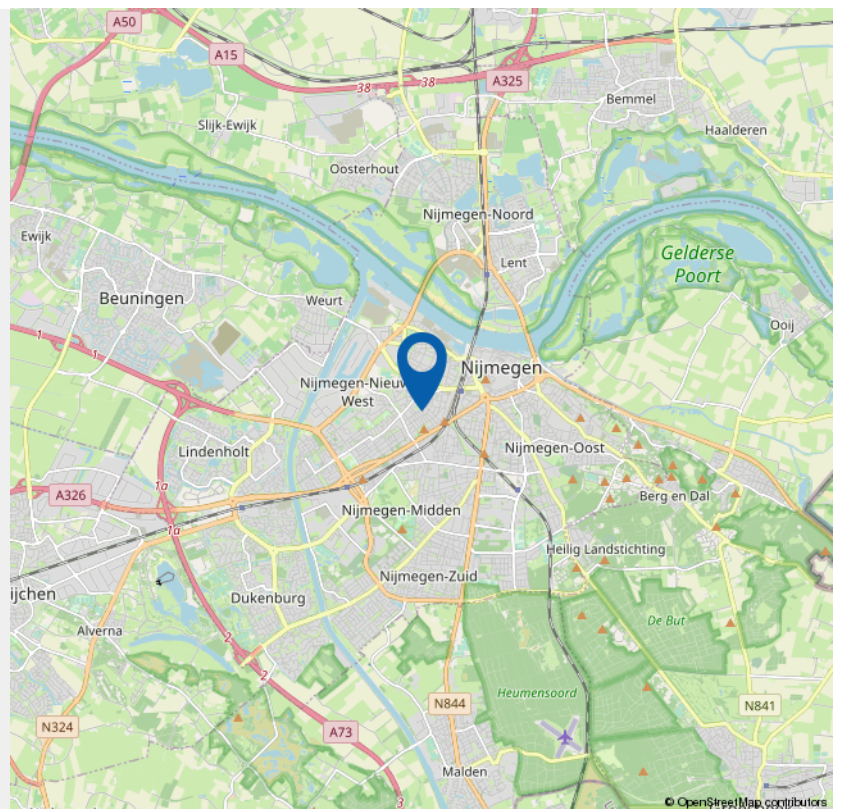 A50
A15
38
38
A325
Bemmel
Slijk-Ewijk
Haalderen
Oosterhout
Nijmegen-Noord
Ewijk
Gelderse
Poort
Lent
Beuningen
Weurt
Ooij
1
1
Nijmegen
Nijmegen-Nieuw
West
Lindenholt
Nijmegen-Oost
1a
A326
Berg en Dal
1a
Nijmegen-Midden
Heilig Landstichting
Nijmegen-Zuid
ijchen
Dukenburg
De But
Alverna
2
2
Heumensoord
N844
N841
N324
A73
Malden
3
© OpenStreetMap contributors